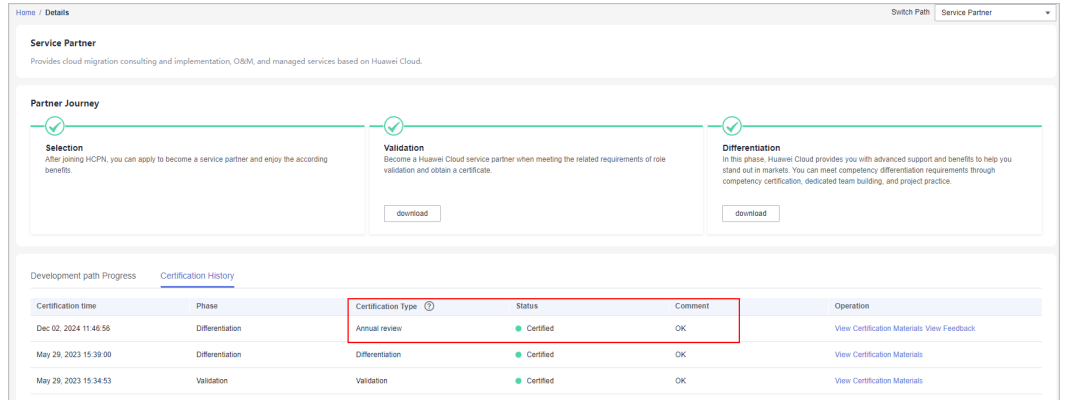 Home / Details
Switch Path Service Partner
Service Partner
Provides cloud migration consulting and implementation, O&M, and managed services based on Huawei Cloud.
Partner Journey
Selection
After joining HCPN, you can apply to become a service partner and enjoy the according
benefits.
Validation
Become a Huawei Cloud service partner when meeting the related requirements of role
validation and obtain a certificate.
download
Differentiation
In this phase, Huawei Cloud provides you with advanced support and benefits to help you
stand out in markets. You can meet competency differentiation requirements through
competency certification, dedicated team building, and project practice.
download
Development path Progress Certification History
Certification time Phase Certification Type ? Status Comment Operation
Dec 02, 2024 11:46:56 Differentiation Annual review Certified OK View Certification Materials View Feedback
May 29, 2023 15:39:00 Differentiation Differentiation Certified OK View Certification Materials
May 29, 2023 15:34:53 Validation Validation Certified OK View Certification Materials